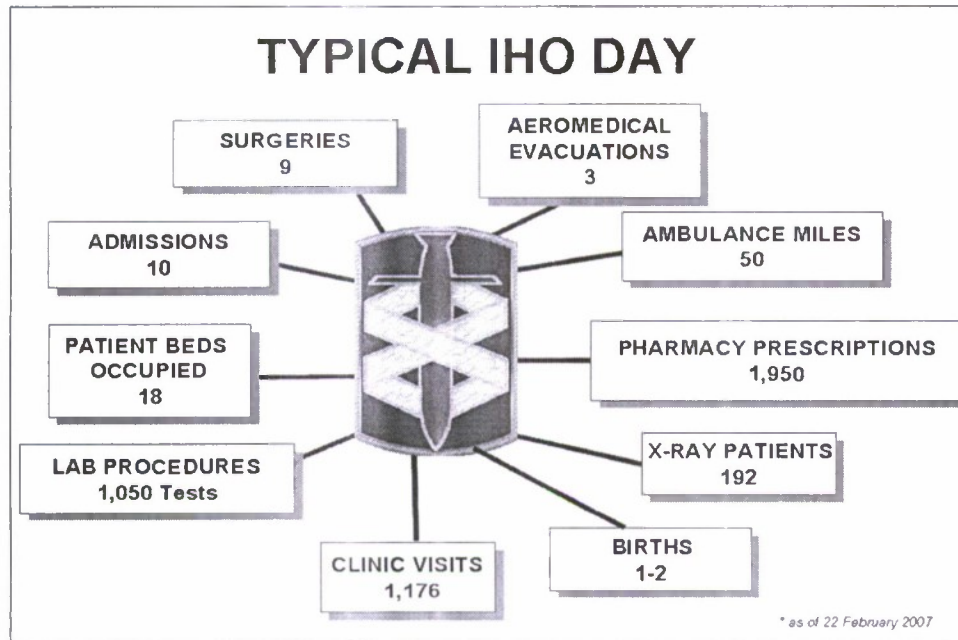 TYPICAL IHO DAY
SURGERIES
9
AEROMEDICAL
EVACUATIONS
3
ADMISSIONS
10
AMBULANCE MILES
50
PATIENT BEDS
OCCUPIED
18
PHARMACY PRESCRIPTIONS
1,950
LAB PROCEDURES
1,050 Tests
X-RAY PATIENTS
192
CLINIC VISITS
1,176
BIRTHS
1-2
* as of 22 February 2007